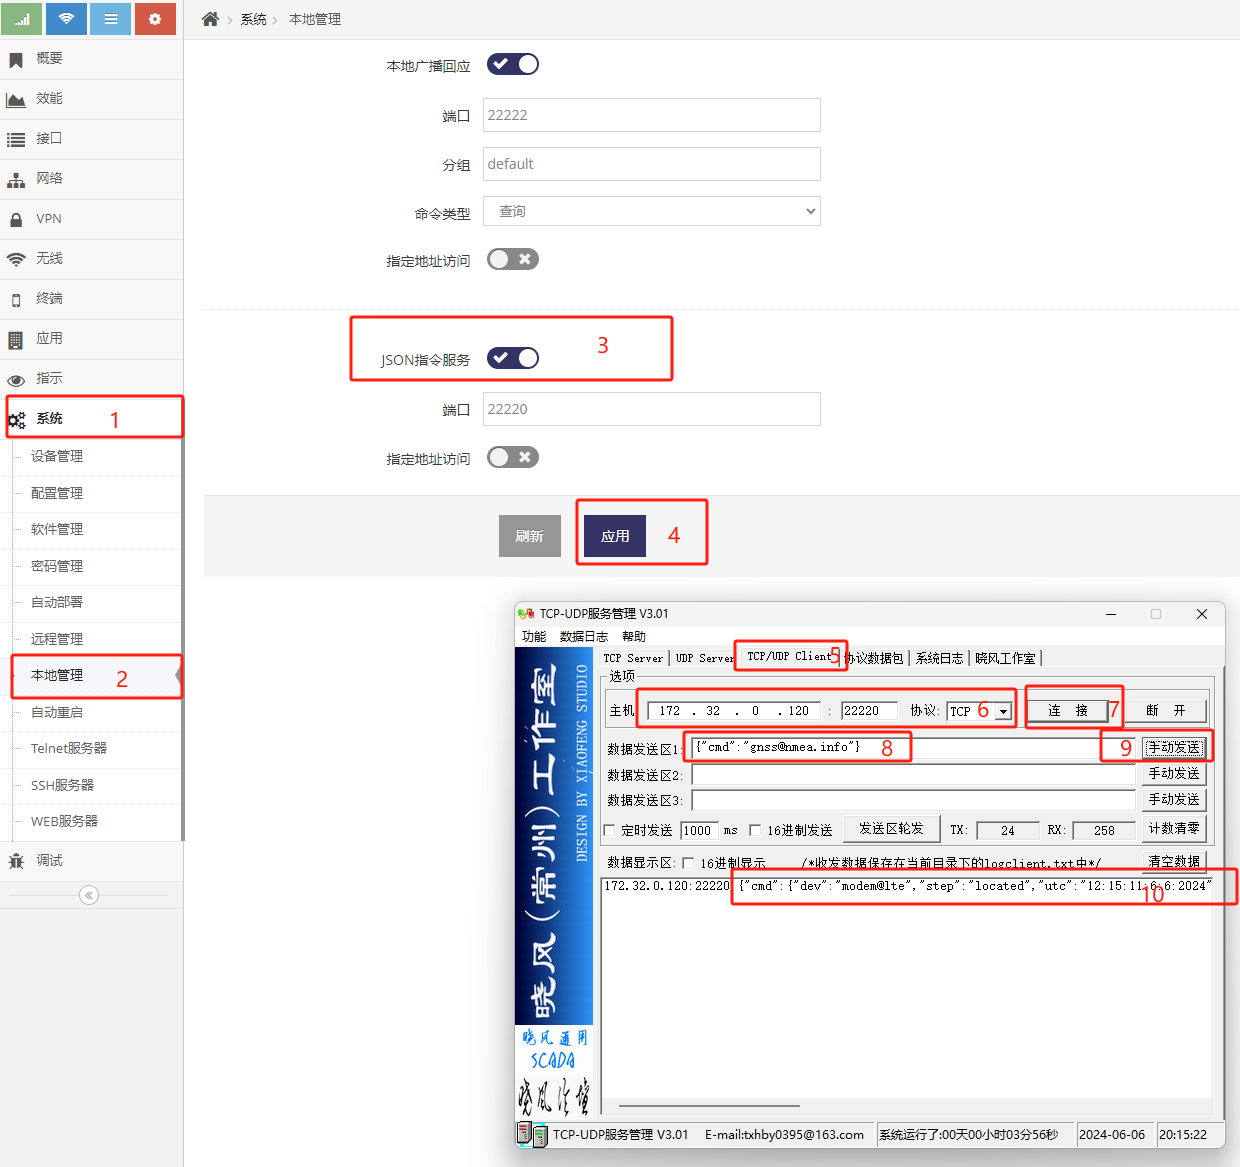 系统 › 本地管理
概要
效能
接口
网络
VPN
无线
终端
应用
指示
系统 1
设备管理
配置管理
软件管理
密码管理
自动部署
远程管理
本地管理 2
自动重启
Telnet服务器
SSH服务器
WEB服务器
调试
本地广播回应
端口 22222
分组 default
命令类型 查询
指定地址访问
JSON指令服务 3
端口 22220
指定地址访问
刷新 应用 4
TCP-UDP服务管理 V3.01
功能 数据日志 帮助
TCP Server UDP Server TCP/UDP Client 5 协议数据包 系统日志 晓风工作室
选项
主机 172 . 32 . 0 . 120 : 22220 协议: TCP 6 连 接 7 断 开
数据发送区1: {"cmd":"gnss@nmea.info"} 8 9 手动发送
数据发送区2: 手动发送
数据发送区3: 手动发送
定时发送 1000 ms 16进制发送 发送区轮发 TX: 24 RX: 258 计数清零
数据显示区: 16进制显示 /*收发数据保存在当前目录下的logclient.txt中*/ 清空数据
172.32.0.120:22220 {"cmd":{"dev":"modem@lte","step":"located","utc":"12:15:11:6:6:2024"
10
晓风(常州)工作室
DESIGN BY XIAOFENG STUDIO
晓风通用
SCADA
晓风论坛
TCP-UDP服务管理 V3.01 E-mail:txhby0395@163.com 系统运行了:00天00小时03分56秒 2024-06-06 20:15:22